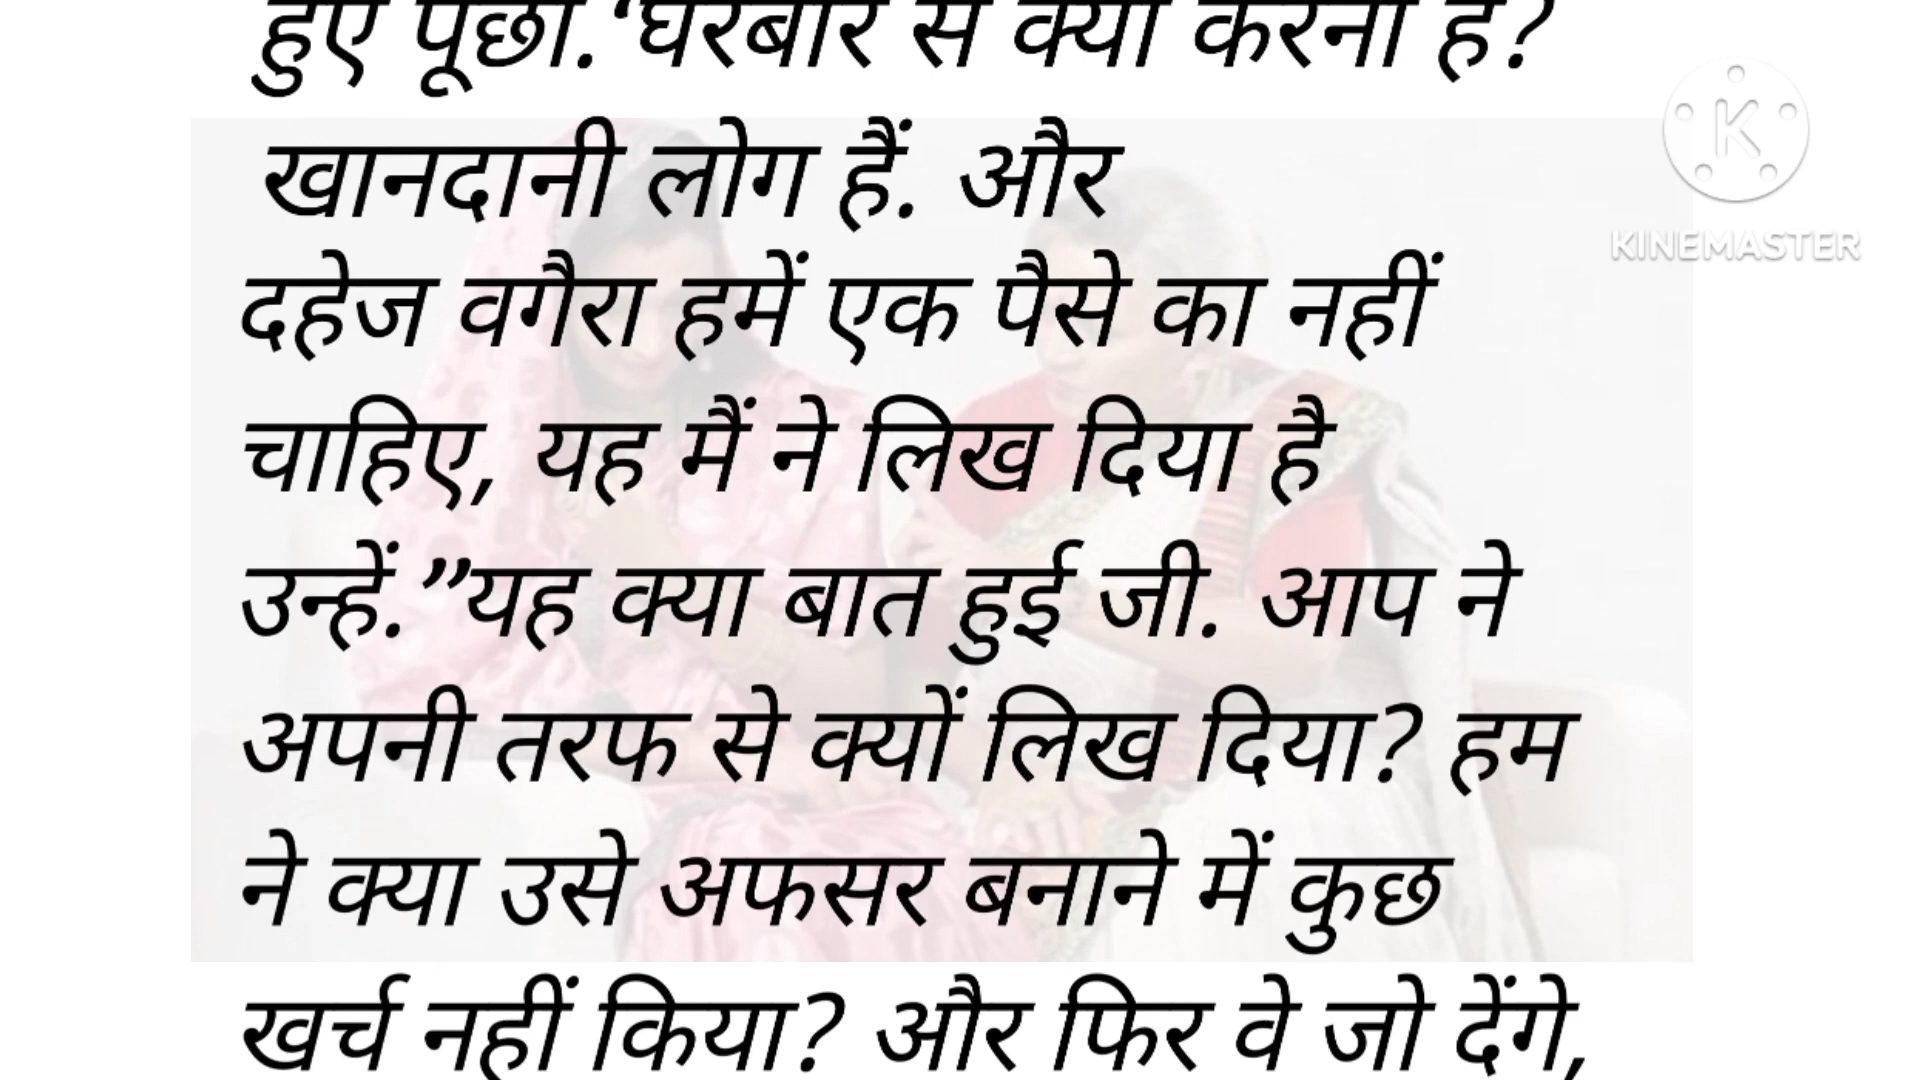 हुए पूछा.‘घरबार से क्या करना है?
खानदानी लोग हैं. और
दहेज वगैरा हमें एक पैसे का नहीं
चाहिए, यह मैं ने लिख दिया है
उन्हें.’’यह क्या बात हुई जी. आप ने
अपनी तरफ से क्यों लिख दिया? हम
ने क्या उसे अफसर बनाने में कुछ
खर्च नहीं किया? और फिर वे जो देंगे,
K
KINEMASTER